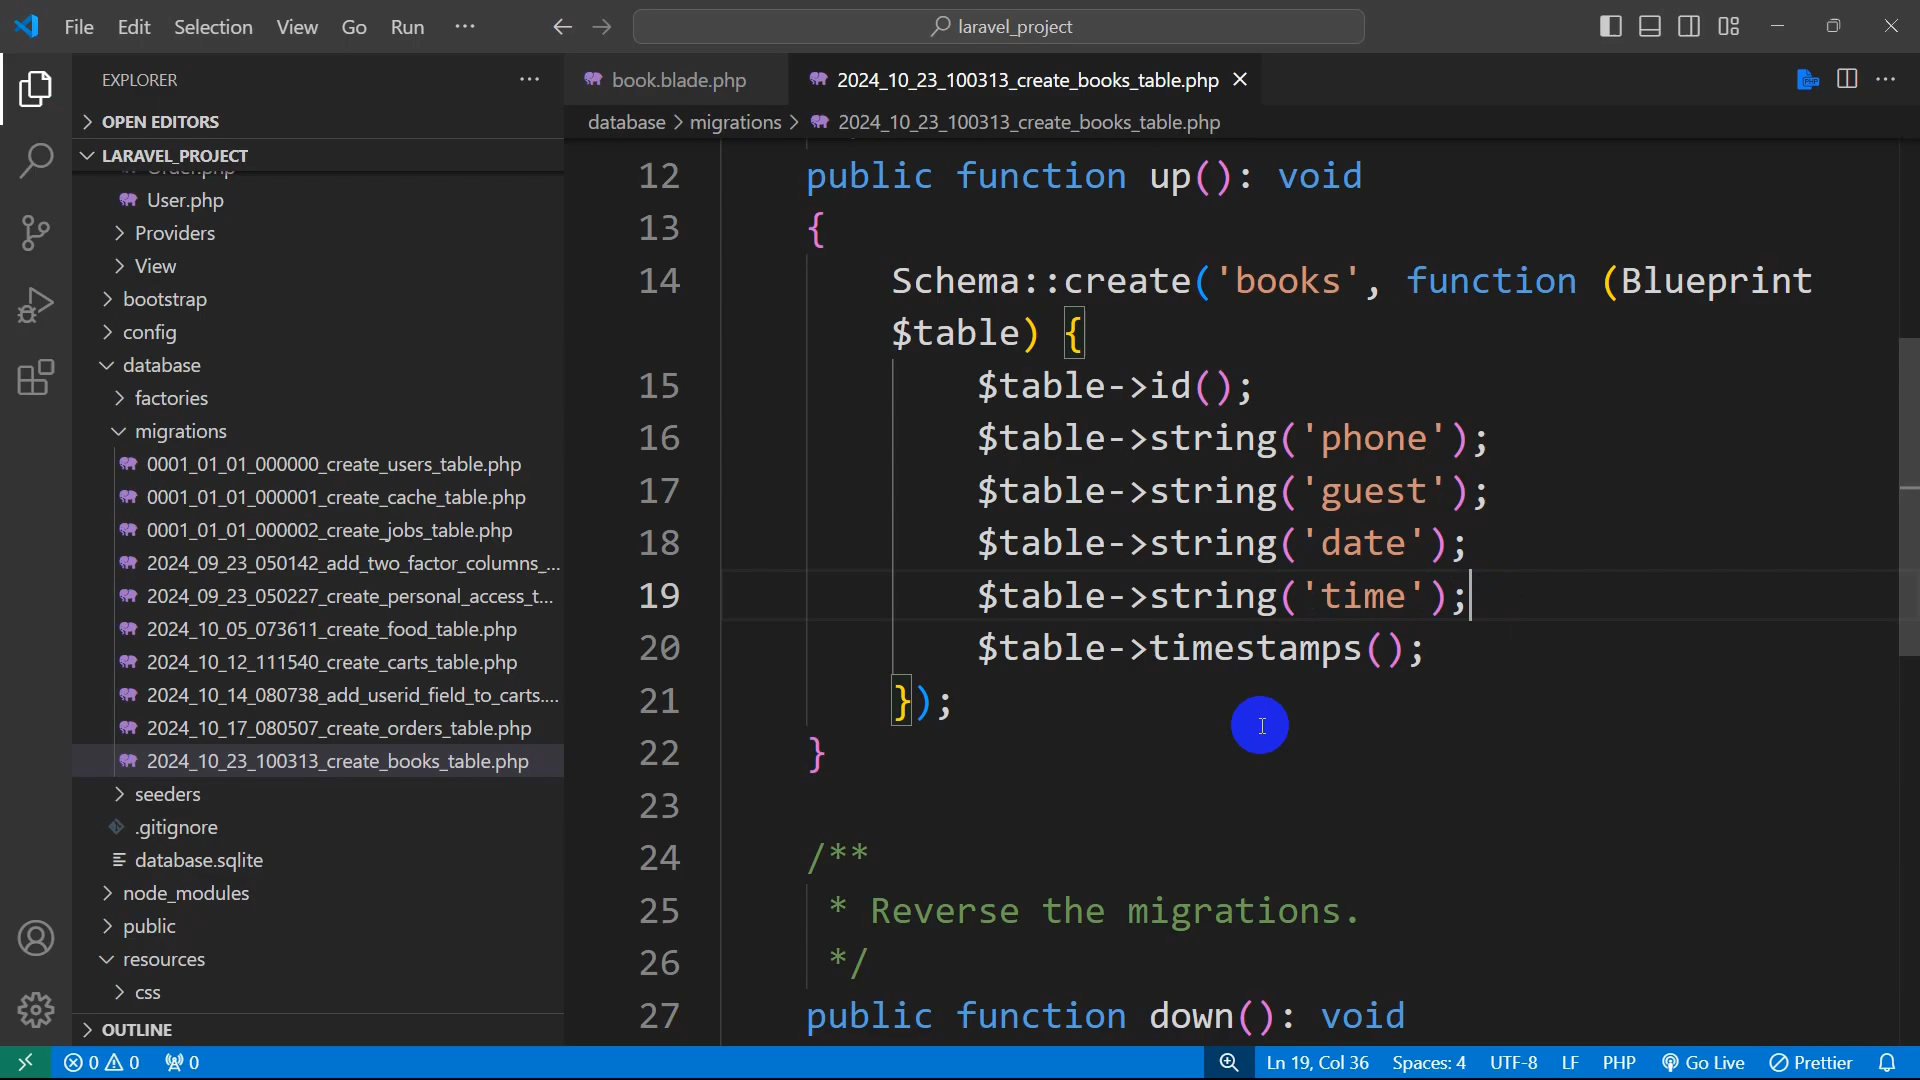 File Edit Selection View Go Run ··· laravel_project
EXPLORER ···
OPEN EDITORS
LARAVEL_PROJECT
Order.php
User.php
Providers
View
bootstrap
config
database
factories
migrations
0001_01_01_000000_create_users_table.php
0001_01_01_000001_create_cache_table.php
0001_01_01_000002_create_jobs_table.php
2024_09_23_050142_add_two_factor_columns_...
2024_09_23_050227_create_personal_access_t...
2024_10_05_073611_create_food_table.php
2024_10_12_111540_create_carts_table.php
2024_10_14_080738_add_userid_field_to_carts....
2024_10_17_080507_create_orders_table.php
2024_10_23_100313_create_books_table.php
seeders
.gitignore
database.sqlite
node_modules
public
resources
css
OUTLINE
book.blade.php 2024_10_23_100313_create_books_table.php
database > migrations > 2024_10_23_100313_create_books_table.php
12 public function up(): void
13 {
14 Schema::create('books', function (Blueprint
$table) {
15 $table->id();
16 $table->string('phone');
17 $table->string('guest');
18 $table->string('date');
19 $table->string('time');
20 $table->timestamps();
21 });
22 }
23
24 /**
25 * Reverse the migrations.
26 */
27 public function down(): void
0 0 0 Ln 19, Col 36 Spaces: 4 UTF-8 LF PHP Go Live Prettier